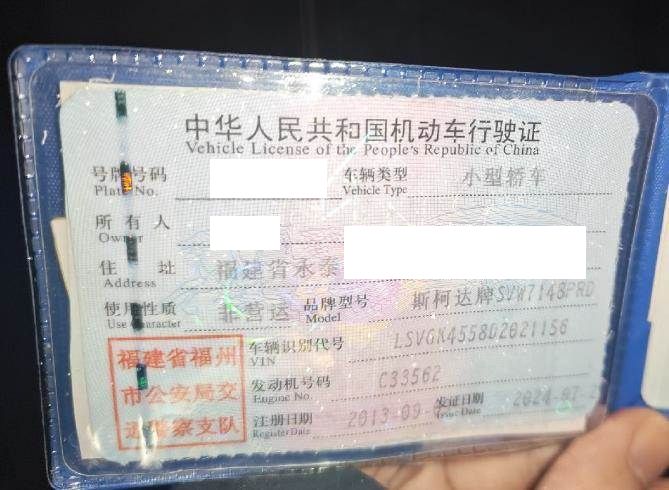 中华人民共和国机动车行驶证
Vehicle License of the People's Republic of China
号牌号码 车辆类型 小型轿车
Plate No. Vehicle Type
所有人
Owner
住址 福建省永泰
Address
使用性质 非营运 品牌型号 斯柯达牌SVW7148PRD
Use Character Model
福建省福州
市公安局交
通警察支队
车辆识别代号 LSVGK4558D2021156
VIN
发动机号码 C33562
Engine No.
注册日期 2013-09- 发证日期 2024-07-2
Register Date Issue Date